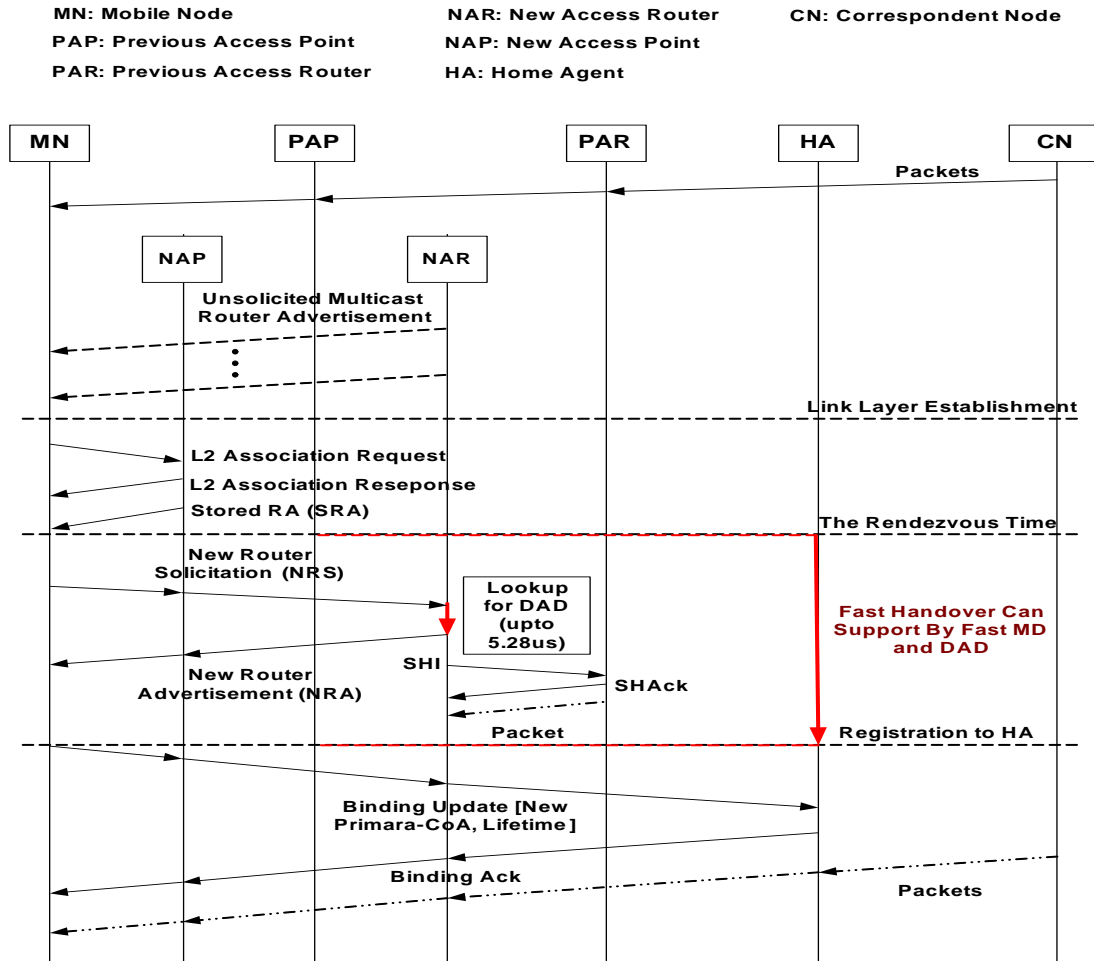 MN: Mobile Node
NAR: New Access Router
CN: Correspondent Node
PAP: Previous Access Point
NAP: New Access Point
PAR: Previous Access Router
HA: Home Agent
MN
PAP
PAR
HA
CN
Packets
NAP
NAR
Unsolicited Multicast
Router Advertisement
Link Layer Establishment
L2 Association Request
L2 Association Reseponse
Stored RA (SRA)
The Rendezvous Time
New Router
Solicitation (NRS)
Lookup
for DAD
(upto
5.28us)
Fast Handover Can
Support By Fast MD
and DAD
SHI
New Router
Advertisement (NRA)
SHAck
Packet
Registration to HA
Binding Update [New
Primara-CoA, Lifetime]
Binding Ack
Packets